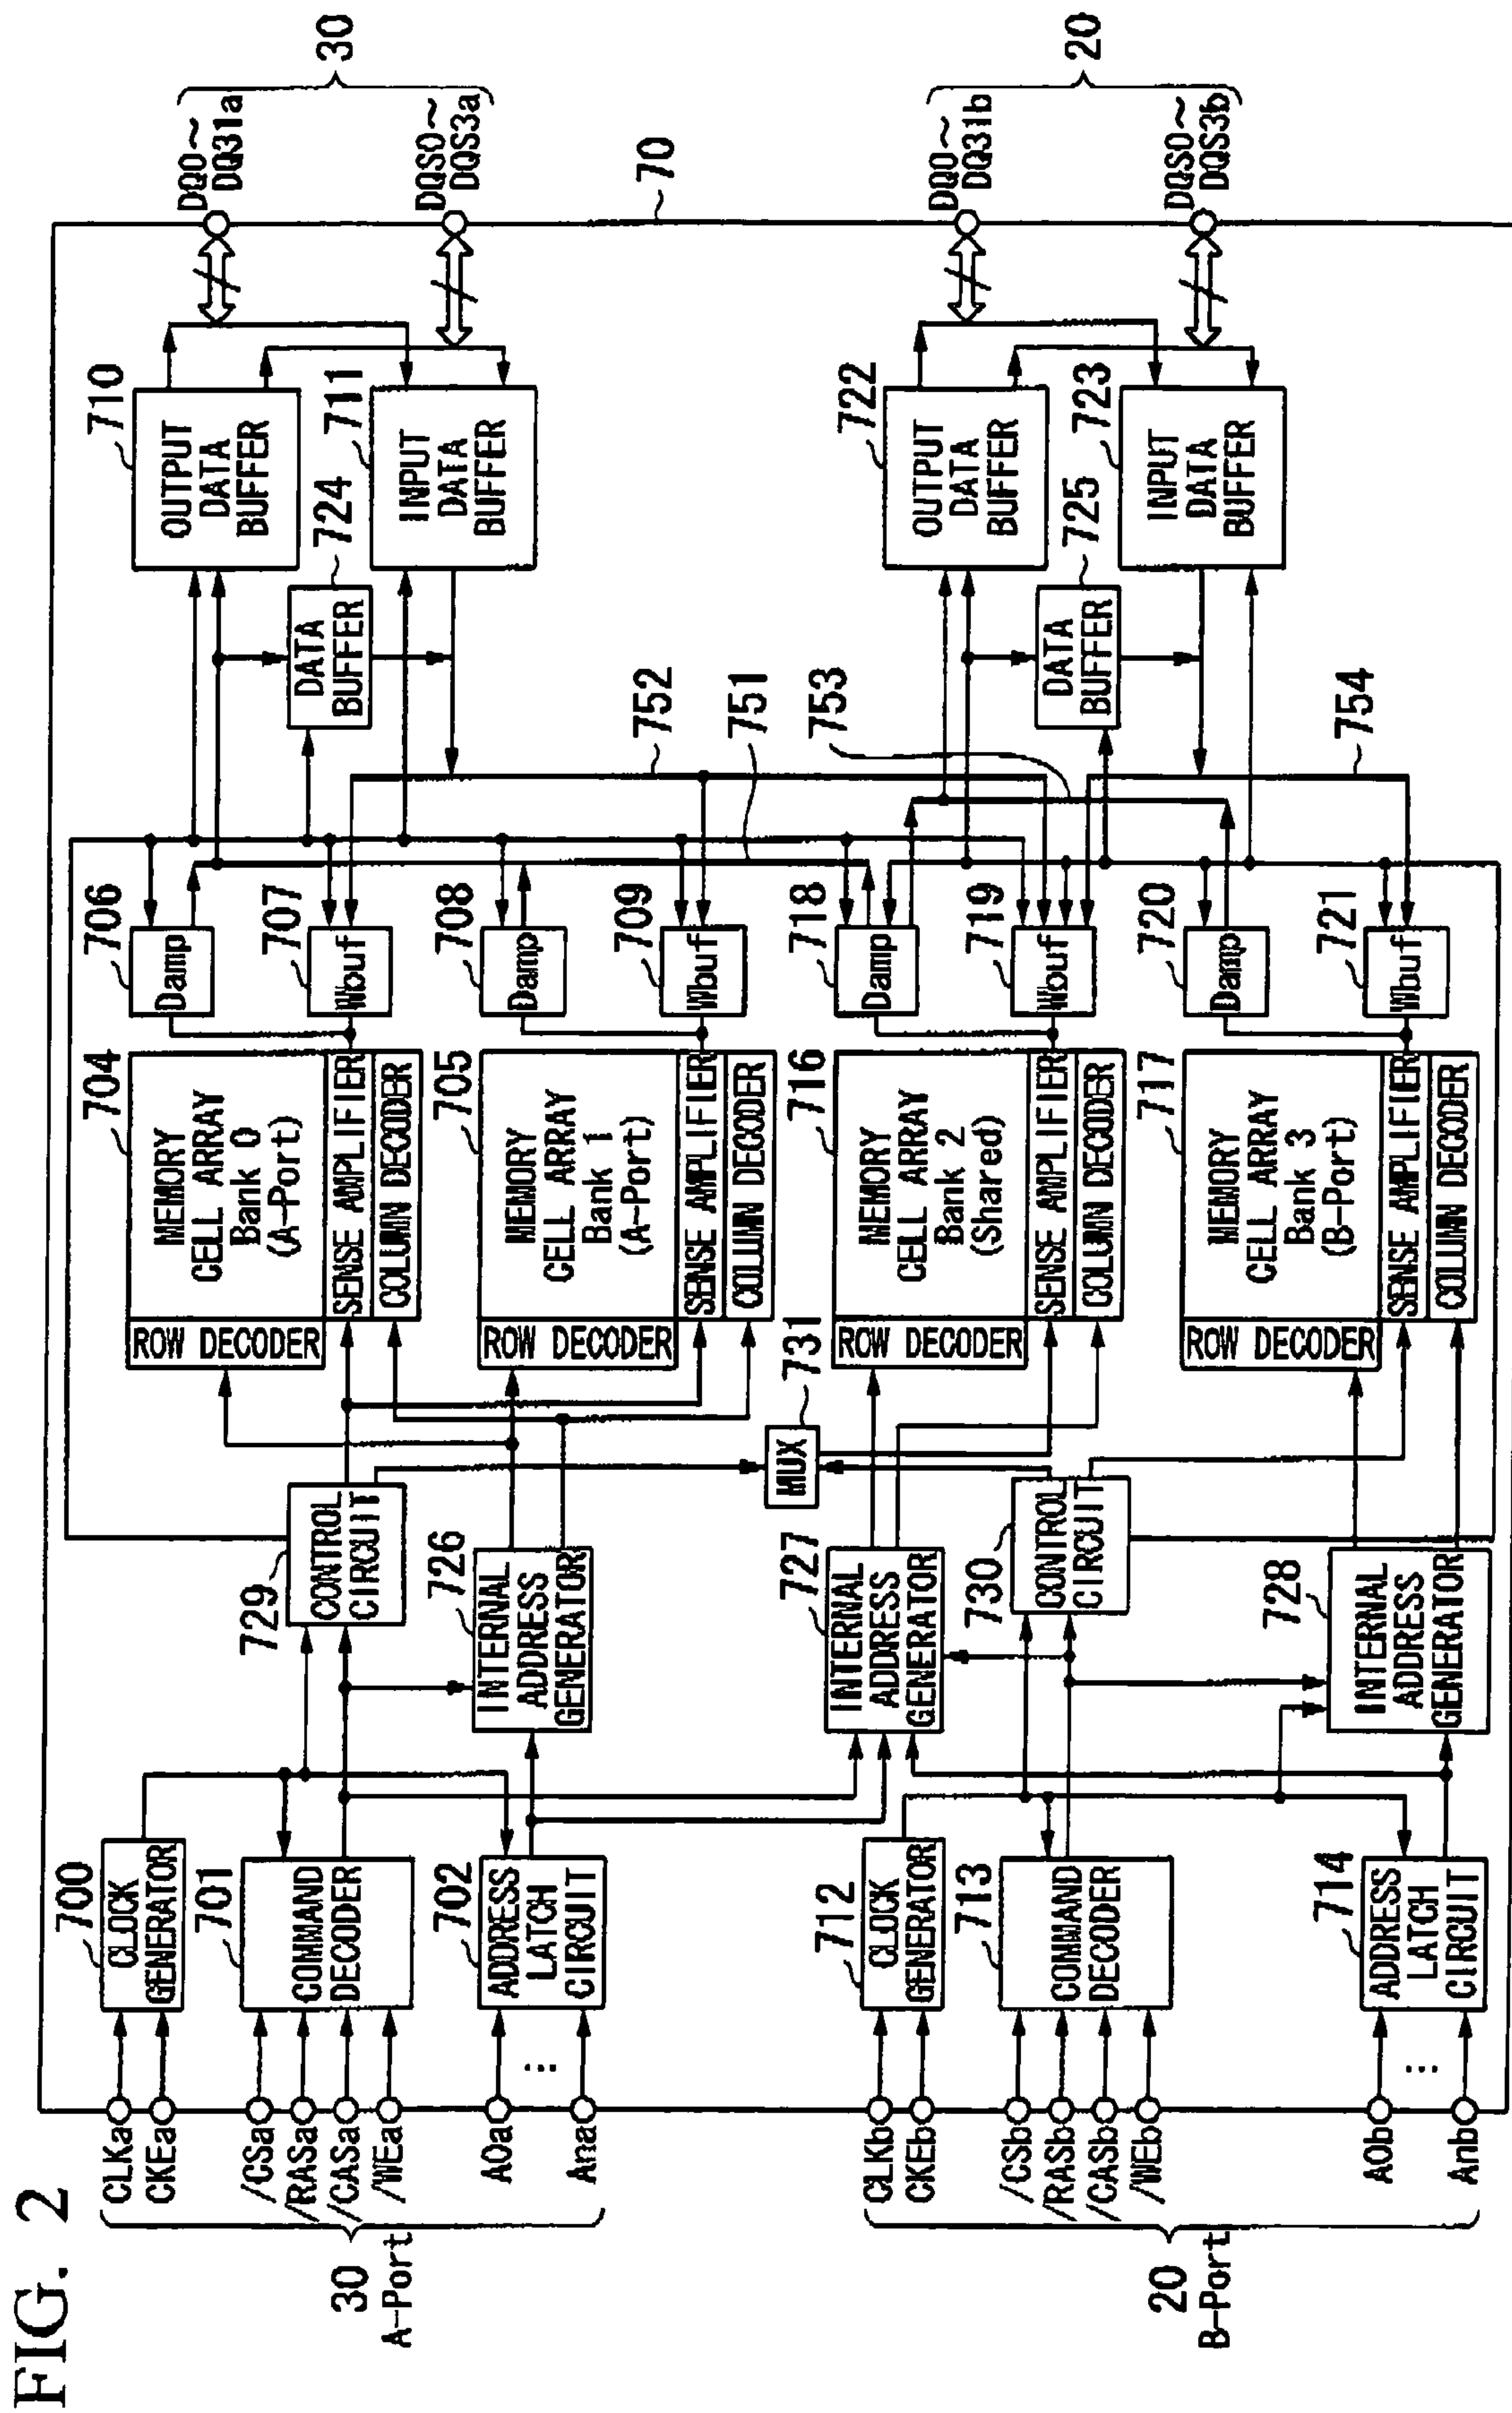 FIG. 2
30
A-Port
CLKa
CKEa
/CSa
/RASa
/CASa
/WEa
A0a
⋮
Ana
20
B-Port
CLKb
CKEb
/CSb
/RASb
/CASb
/WEb
A0b
⋮
Anb
700
CLOCK
GENERATOR
701
COMMAND
DECODER
702
ADDRESS
LATCH
CIRCUIT
712
CLOCK
GENERATOR
713
COMMAND
DECODER
714
ADDRESS
LATCH
CIRCUIT
729
CONTROL
CIRCUIT
726
INTERNAL
ADDRESS
GENERATOR
727
INTERNAL
ADDRESS
GENERATOR
730
CONTROL
CIRCUIT
728
INTERNAL
ADDRESS
GENERATOR
MUX
731
704
MEMORY
CELL ARRAY
Bank 0
(A-Port)
ROW DECODER
SENSE AMPLIFIER
COLUMN DECODER
705
MEMORY
CELL ARRAY
Bank 1
(A-Port)
ROW DECODER
SENSE AMPLIFIER
COLUMN DECODER
716
MEMORY
CELL ARRAY
Bank 2
(Shared)
ROW DECODER
SENSE AMPLIFIER
COLUMN DECODER
717
MEMORY
CELL ARRAY
Bank 3
(B-Port)
ROW DECODER
SENSE AMPLIFIER
COLUMN DECODER
706
Damp
707
Wbuf
708
Damp
709
Wbuf
718
Damp
719
Wbuf
720
Damp
721
Wbuf
752
751
753
754
710
OUTPUT
DATA
BUFFER
724
DATA
BUFFER
711
INPUT
DATA
BUFFER
722
OUTPUT
DATA
BUFFER
725
DATA
BUFFER
723
INPUT
DATA
BUFFER
DQ0~
DQ31a
DQS0~
DQS3a
30
70
DQ0~
DQ31b
DQS0~
DQS3b
20